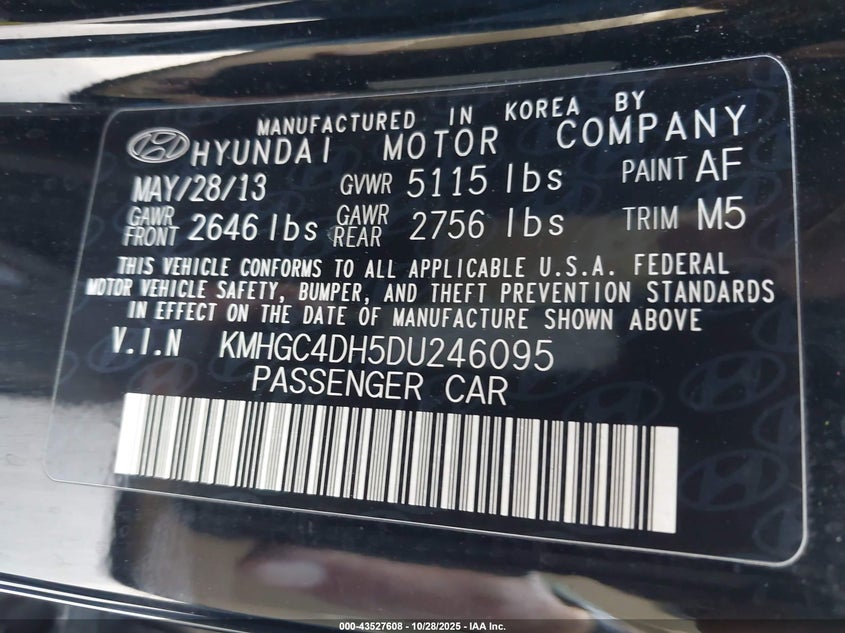 MANUFACTURED IN KOREA BY
HYUNDAI MOTOR COMPANY
MAY/28/13 GVWR 5115 lbs PAINT AF
GAWR FRONT 2646 lbs GAWR REAR 2756 lbs TRIM M5
THIS VEHICLE CONFORMS TO ALL APPLICABLE U.S.A. FEDERAL
MOTOR VEHICLE SAFETY, BUMPER, AND THEFT PREVENTION STANDARDS
IN EFFECT ON THE DATE OF MANUFACTURE SHOWN ABOVE
V.I.N KMHGC4DH5DU246095
PASSENGER CAR
000-43527608 | 10/28/2025 - IAA Inc.